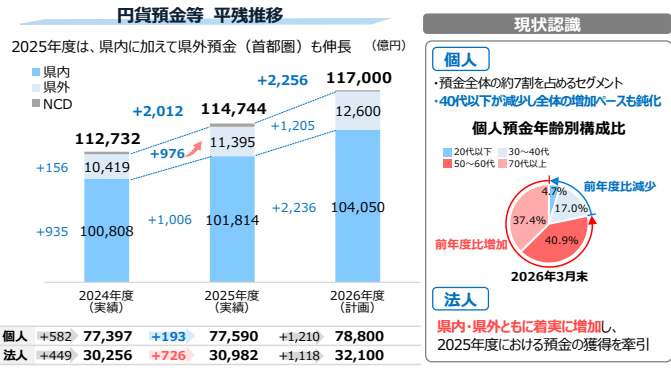 円貨預金等 平残推移
2025年度は、県内に加えて県外預金（首都圏）も伸長 （億円）
県内
県外
NCD
+2,012
+2,256
112,732
114,744
117,000
+156
10,419
+976
11,395
+1,205
12,600
+935
100,808
+1,006
101,814
+2,236
104,050
2024年度
（実績）
2025年度
（実績）
2026年度
（計画）
個人 +582 77,397 +193 77,590 +1,210 78,800
法人 +449 30,256 +726 30,982 +1,118 32,100
現状認識
個人
・預金全体の約7割を占めるセグメント
・40代以下が減少し全体の増加ペースも鈍化
個人預金年齢別構成比
20代以下 30～40代
50～60代 70代以上
4.7%
17.0%
40.9%
37.4%
前年度比減少
前年度比増加
2026年3月末
法人
県内・県外ともに着実に増加し、
2025年度における預金の獲得を牽引